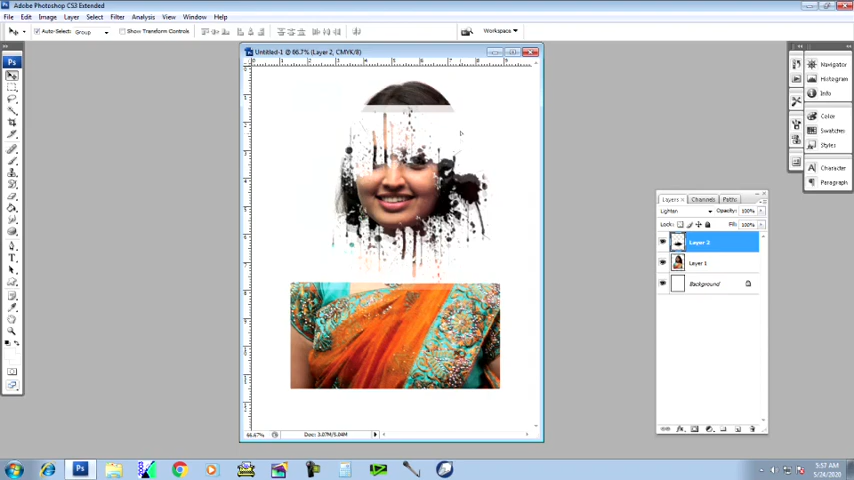 Adobe Photoshop CS3 Extended
File Edit Image Layer Select Filter Analysis View Window Help
Auto-Select: Group Show Transform Controls Workspace
Untitled-1 @ 66.7% (Layer 2, CMYK/8)
Navigator
Histogram
Info
Color
Swatches
Styles
Character
Paragraph
Layers Channels Paths
Lighten Opacity: 100%
Lock: Fill: 100%
Layer 2
Layer 1
Background
66.67% Doc: 3.07M/5.04M
5:57 AM
5/24/2020